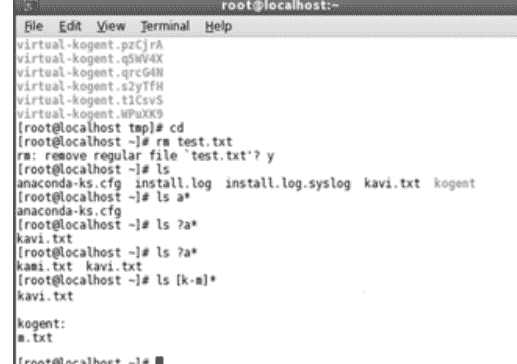 root@localhost:~
File Edit View Terminal Help
virtual-kogent.pzCjrA
virtual-kogent.q5WV4X
virtual-kogent.qrcG4N
virtual-kogent.s2yTfH
virtual-kogent.t1CsvS
virtual-kogent.WPuXK9
[root@localhost tmp]# cd
[root@localhost ~]# rm test.txt
rm: remove regular file `test.txt'? y
[root@localhost ~]# ls
anaconda-ks.cfg install.log install.log.syslog kavi.txt kogent
[root@localhost ~]# ls a*
anaconda-ks.cfg
[root@localhost ~]# ls ?a*
kavi.txt
[root@localhost ~]# ls ?a*
kami.txt kavi.txt
[root@localhost ~]# ls [k-m]*
kavi.txt
kogent:
m.txt
[root@localhost ~]#